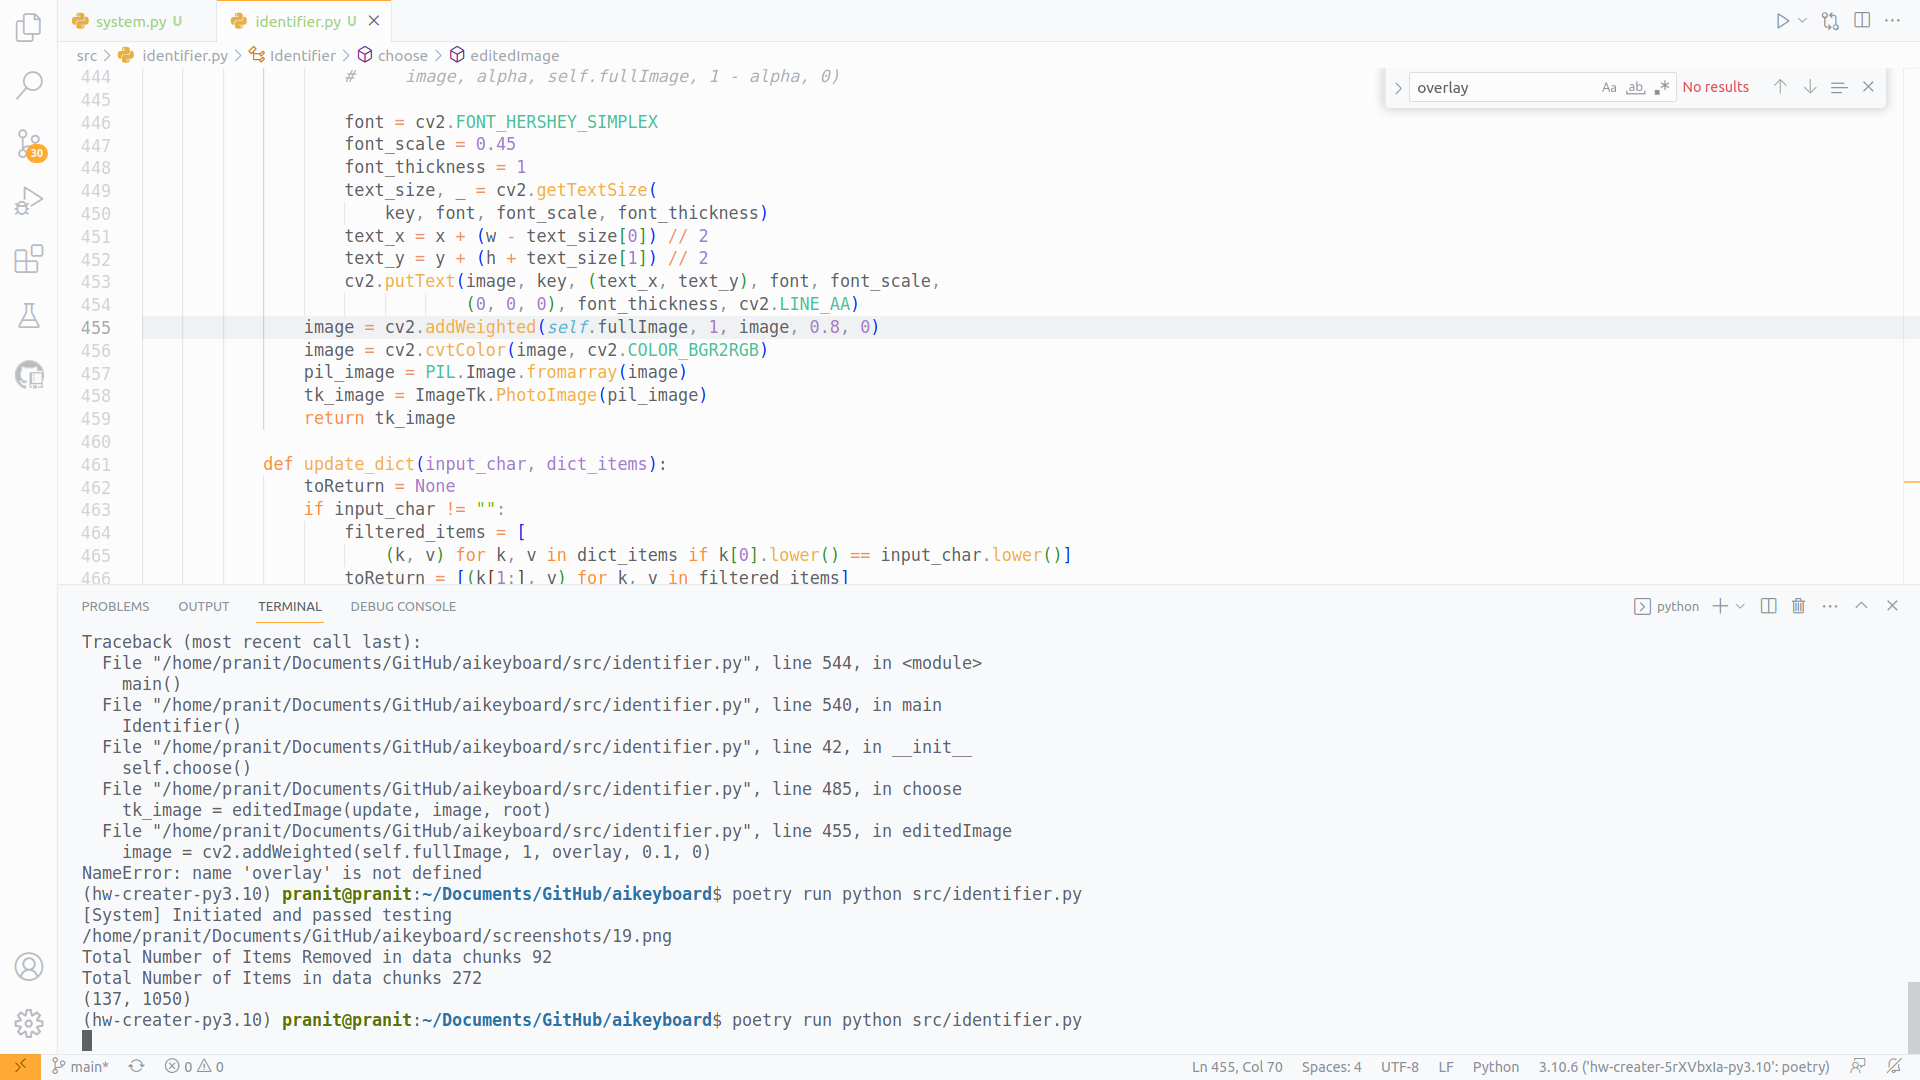 system.py U
identifier.py U
src > identifier.py > Identifier > choose > editedImage
overlay
Aa
ab
No results
30
444 # image, alpha, self.fullImage, 1 - alpha, 0)
445
446 font = cv2.FONT_HERSHEY_SIMPLEX
447 font_scale = 0.45
448 font_thickness = 1
449 text_size, _ = cv2.getTextSize(
450 key, font, font_scale, font_thickness)
451 text_x = x + (w - text_size[0]) // 2
452 text_y = y + (h + text_size[1]) // 2
453 cv2.putText(image, key, (text_x, text_y), font, font_scale,
454 (0, 0, 0), font_thickness, cv2.LINE_AA)
455 image = cv2.addWeighted(self.fullImage, 1, image, 0.8, 0)
456 image = cv2.cvtColor(image, cv2.COLOR_BGR2RGB)
457 pil_image = PIL.Image.fromarray(image)
458 tk_image = ImageTk.PhotoImage(pil_image)
459 return tk_image
460
461 def update_dict(input_char, dict_items):
462 toReturn = None
463 if input_char != "":
464 filtered_items = [
465 (k, v) for k, v in dict_items if k[0].lower() == input_char.lower()]
466 toReturn = [(k[1:], v) for k, v in filtered_items]
PROBLEMS OUTPUT TERMINAL DEBUG CONSOLE
python
Traceback (most recent call last):
File "/home/pranit/Documents/GitHub/aikeyboard/src/identifier.py", line 544, in <module>
main()
File "/home/pranit/Documents/GitHub/aikeyboard/src/identifier.py", line 540, in main
Identifier()
File "/home/pranit/Documents/GitHub/aikeyboard/src/identifier.py", line 42, in __init__
self.choose()
File "/home/pranit/Documents/GitHub/aikeyboard/src/identifier.py", line 485, in choose
tk_image = editedImage(update, image, root)
File "/home/pranit/Documents/GitHub/aikeyboard/src/identifier.py", line 455, in editedImage
image = cv2.addWeighted(self.fullImage, 1, overlay, 0.1, 0)
NameError: name 'overlay' is not defined
(hw-creater-py3.10) pranit@pranit:~/Documents/GitHub/aikeyboard$ poetry run python src/identifier.py
[System] Initiated and passed testing
/home/pranit/Documents/GitHub/aikeyboard/screenshots/19.png
Total Number of Items Removed in data chunks 92
Total Number of Items in data chunks 272
(137, 1050)
(hw-creater-py3.10) pranit@pranit:~/Documents/GitHub/aikeyboard$ poetry run python src/identifier.py
main* 0 0
Ln 455, Col 70 Spaces: 4 UTF-8 LF Python 3.10.6 ('hw-creater-5rXVbxIa-py3.10': poetry)